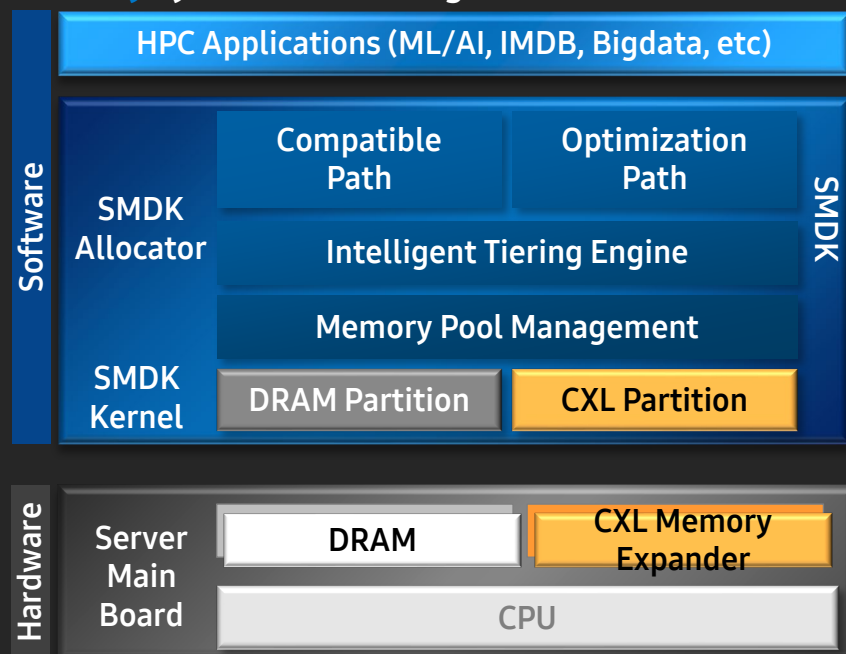 HPC Applications (ML/AI, IMDB, Bigdata, etc)
Software
SMDK
Allocator
Compatible
Path
Optimization
Path
SMDK
Intelligent Tiering Engine
Memory Pool Management
SMDK
Kernel
DRAM Partition
CXL Partition
Hardware
Server
Main
Board
DRAM
CXL Memory
Expander
CPU